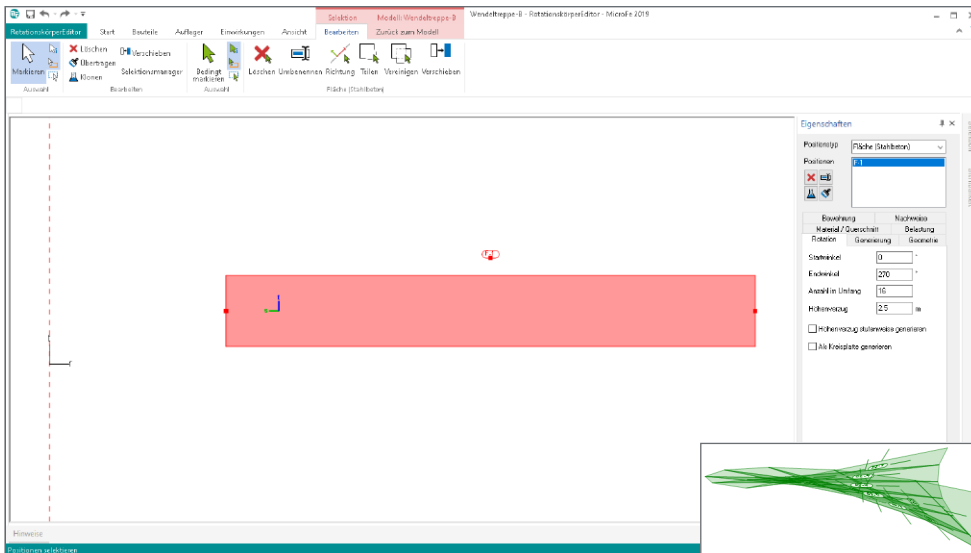 Selektion Modell: Wendeltreppe-B Wendeltreppe-B - RotationskörperEditor - MicroFe 2019
RotationskörperEditor Start Bauteile Auflager Einwirkungen Ansicht Bearbeiten Zurück zum Modell
Markieren
Löschen
Übertragen
Klonen
Verschieben
Selektionsmanager
Bedingt
markieren
Löschen Umbenennen Richtung Teilen Vereinigen Verschieben
Auswahl Bearbeiten Auswahl Fläche (Stahlbeton)
Eigenschaften
Positionstyp Fläche (Stahlbeton)
Positionen F-1
Bewehrung Nachweise
Material / Querschnitt Belastung
Rotation Generierung Geometrie
Startwinkel 0 °
Endwinkel 270 °
Anzahl im Umfang 16
Höhenverzug 2.5 m
Höhenverzug stufenweise generieren
Als Kreisplatte generieren
F-1
r
Hinweise
Positionen selektieren